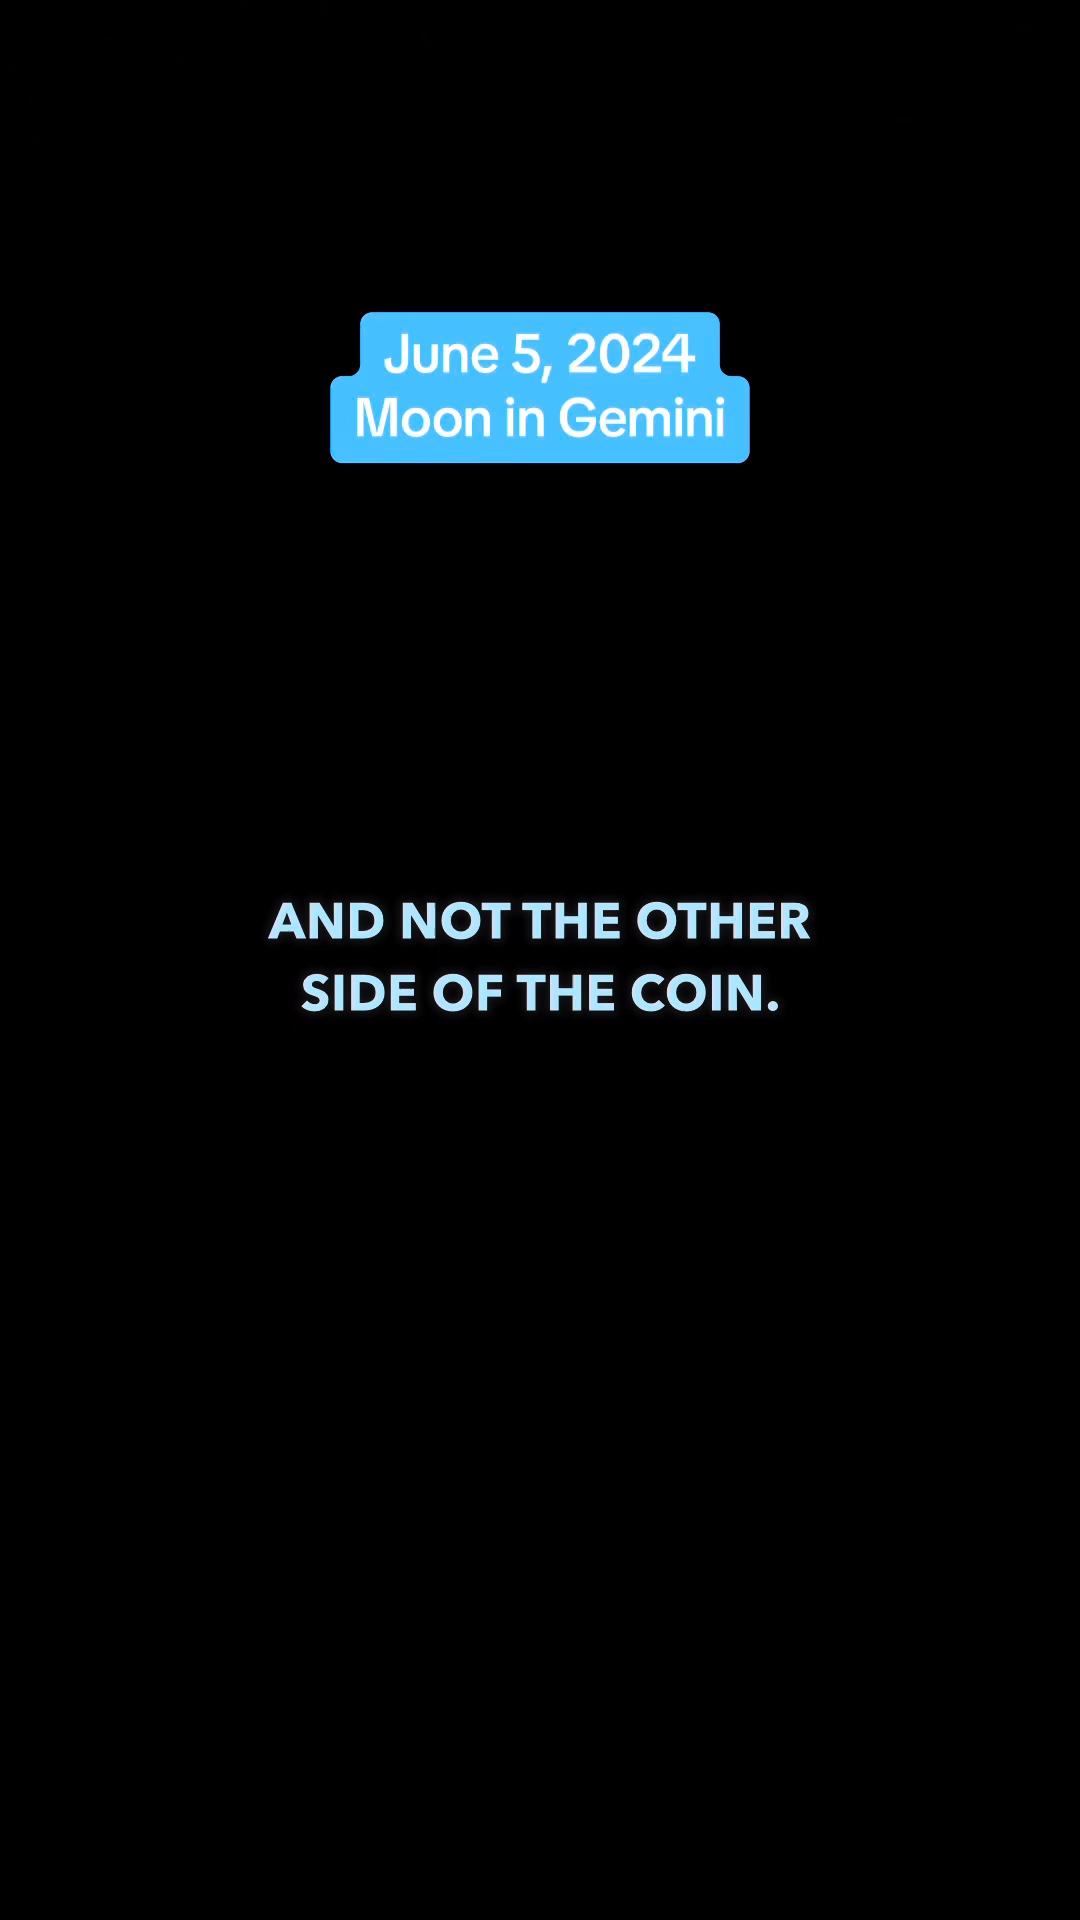 June 5, 2024
Moon in Gemini
AND NOT THE OTHER
SIDE OF THE COIN.